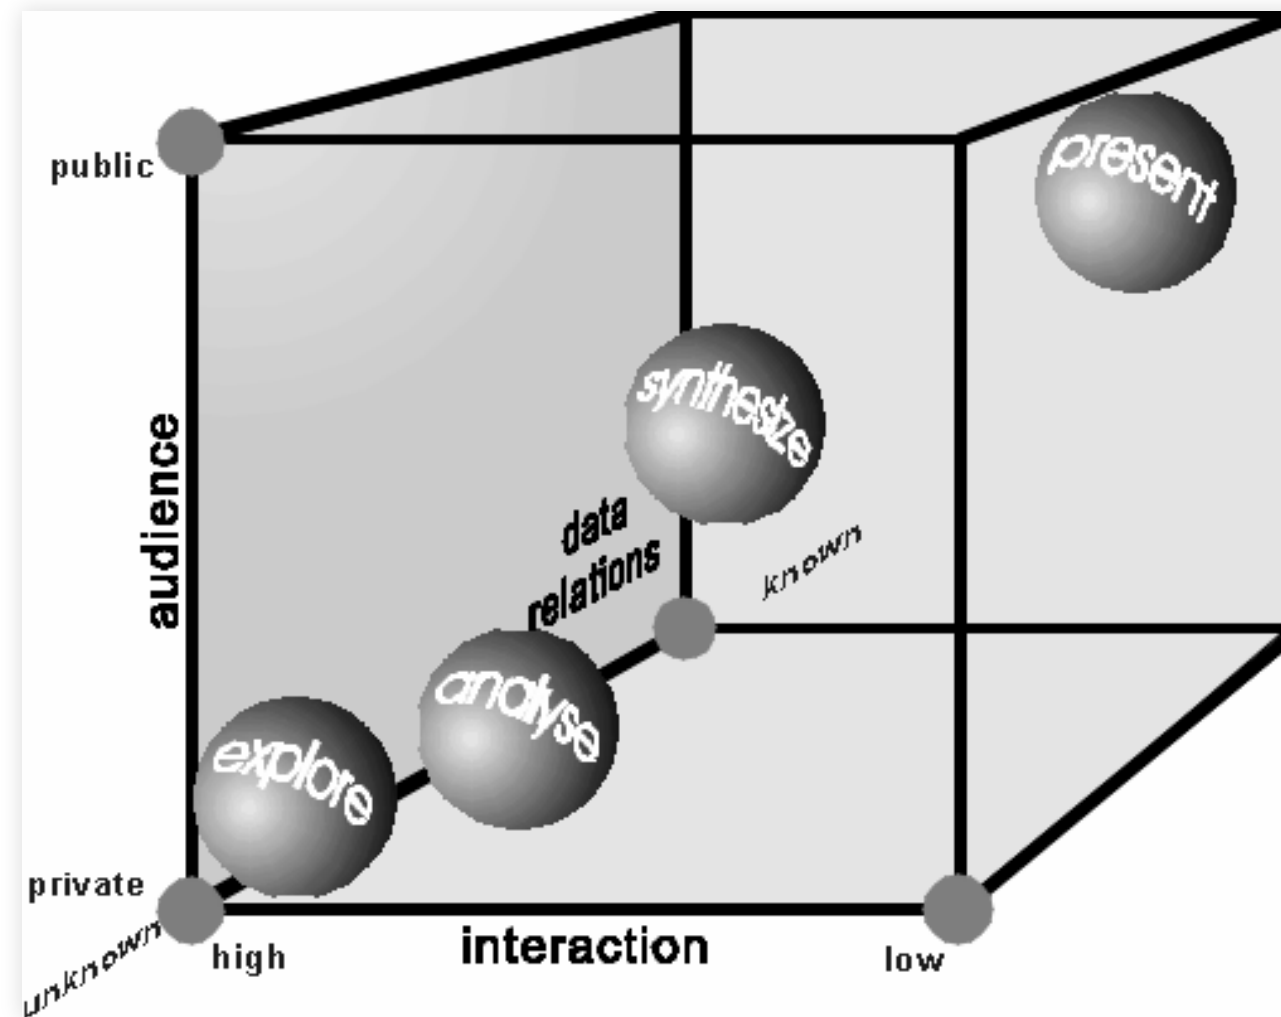 public
present
synthesize
audience
data
relations
known
analyse
explore
private
unknown
high
interaction
low